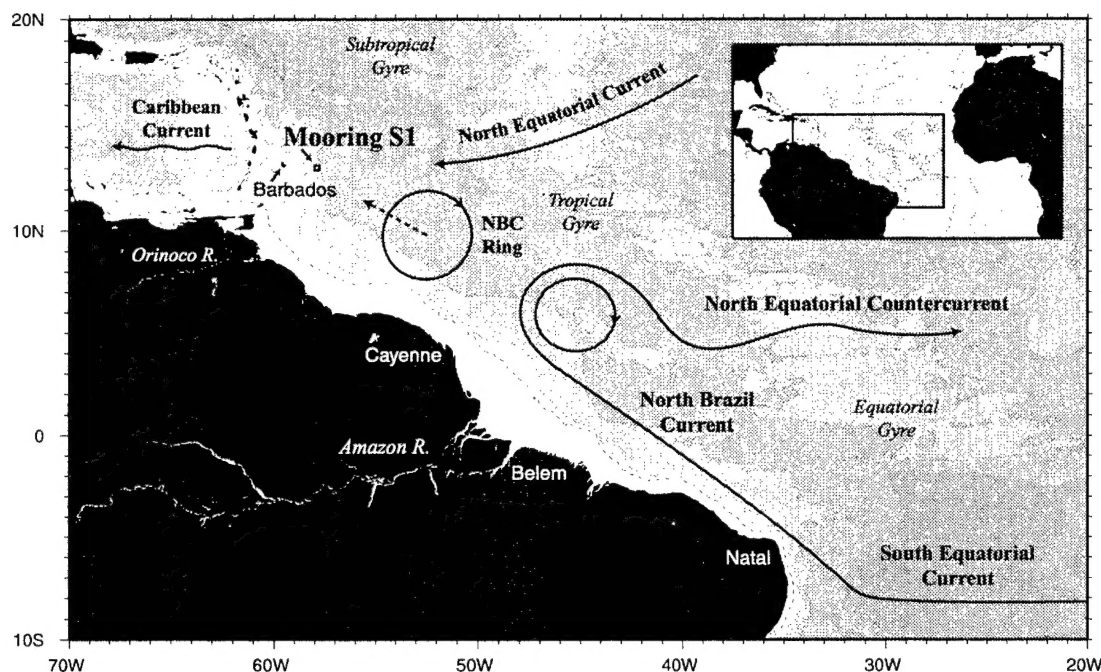 20N
10N
0
10S
70W
60W
50W
40W
30W
20W
Subtropical
Gyre
North Equatorial Current
Caribbean
Current
Mooring S1
Barbados
Tropical
Gyre
NBC
Ring
Orinoco R.
North Equatorial Countercurrent
Cayenne
North Brazil
Current
Equatorial
Gyre
Amazon R.
Belem
Natal
South Equatorial
Current